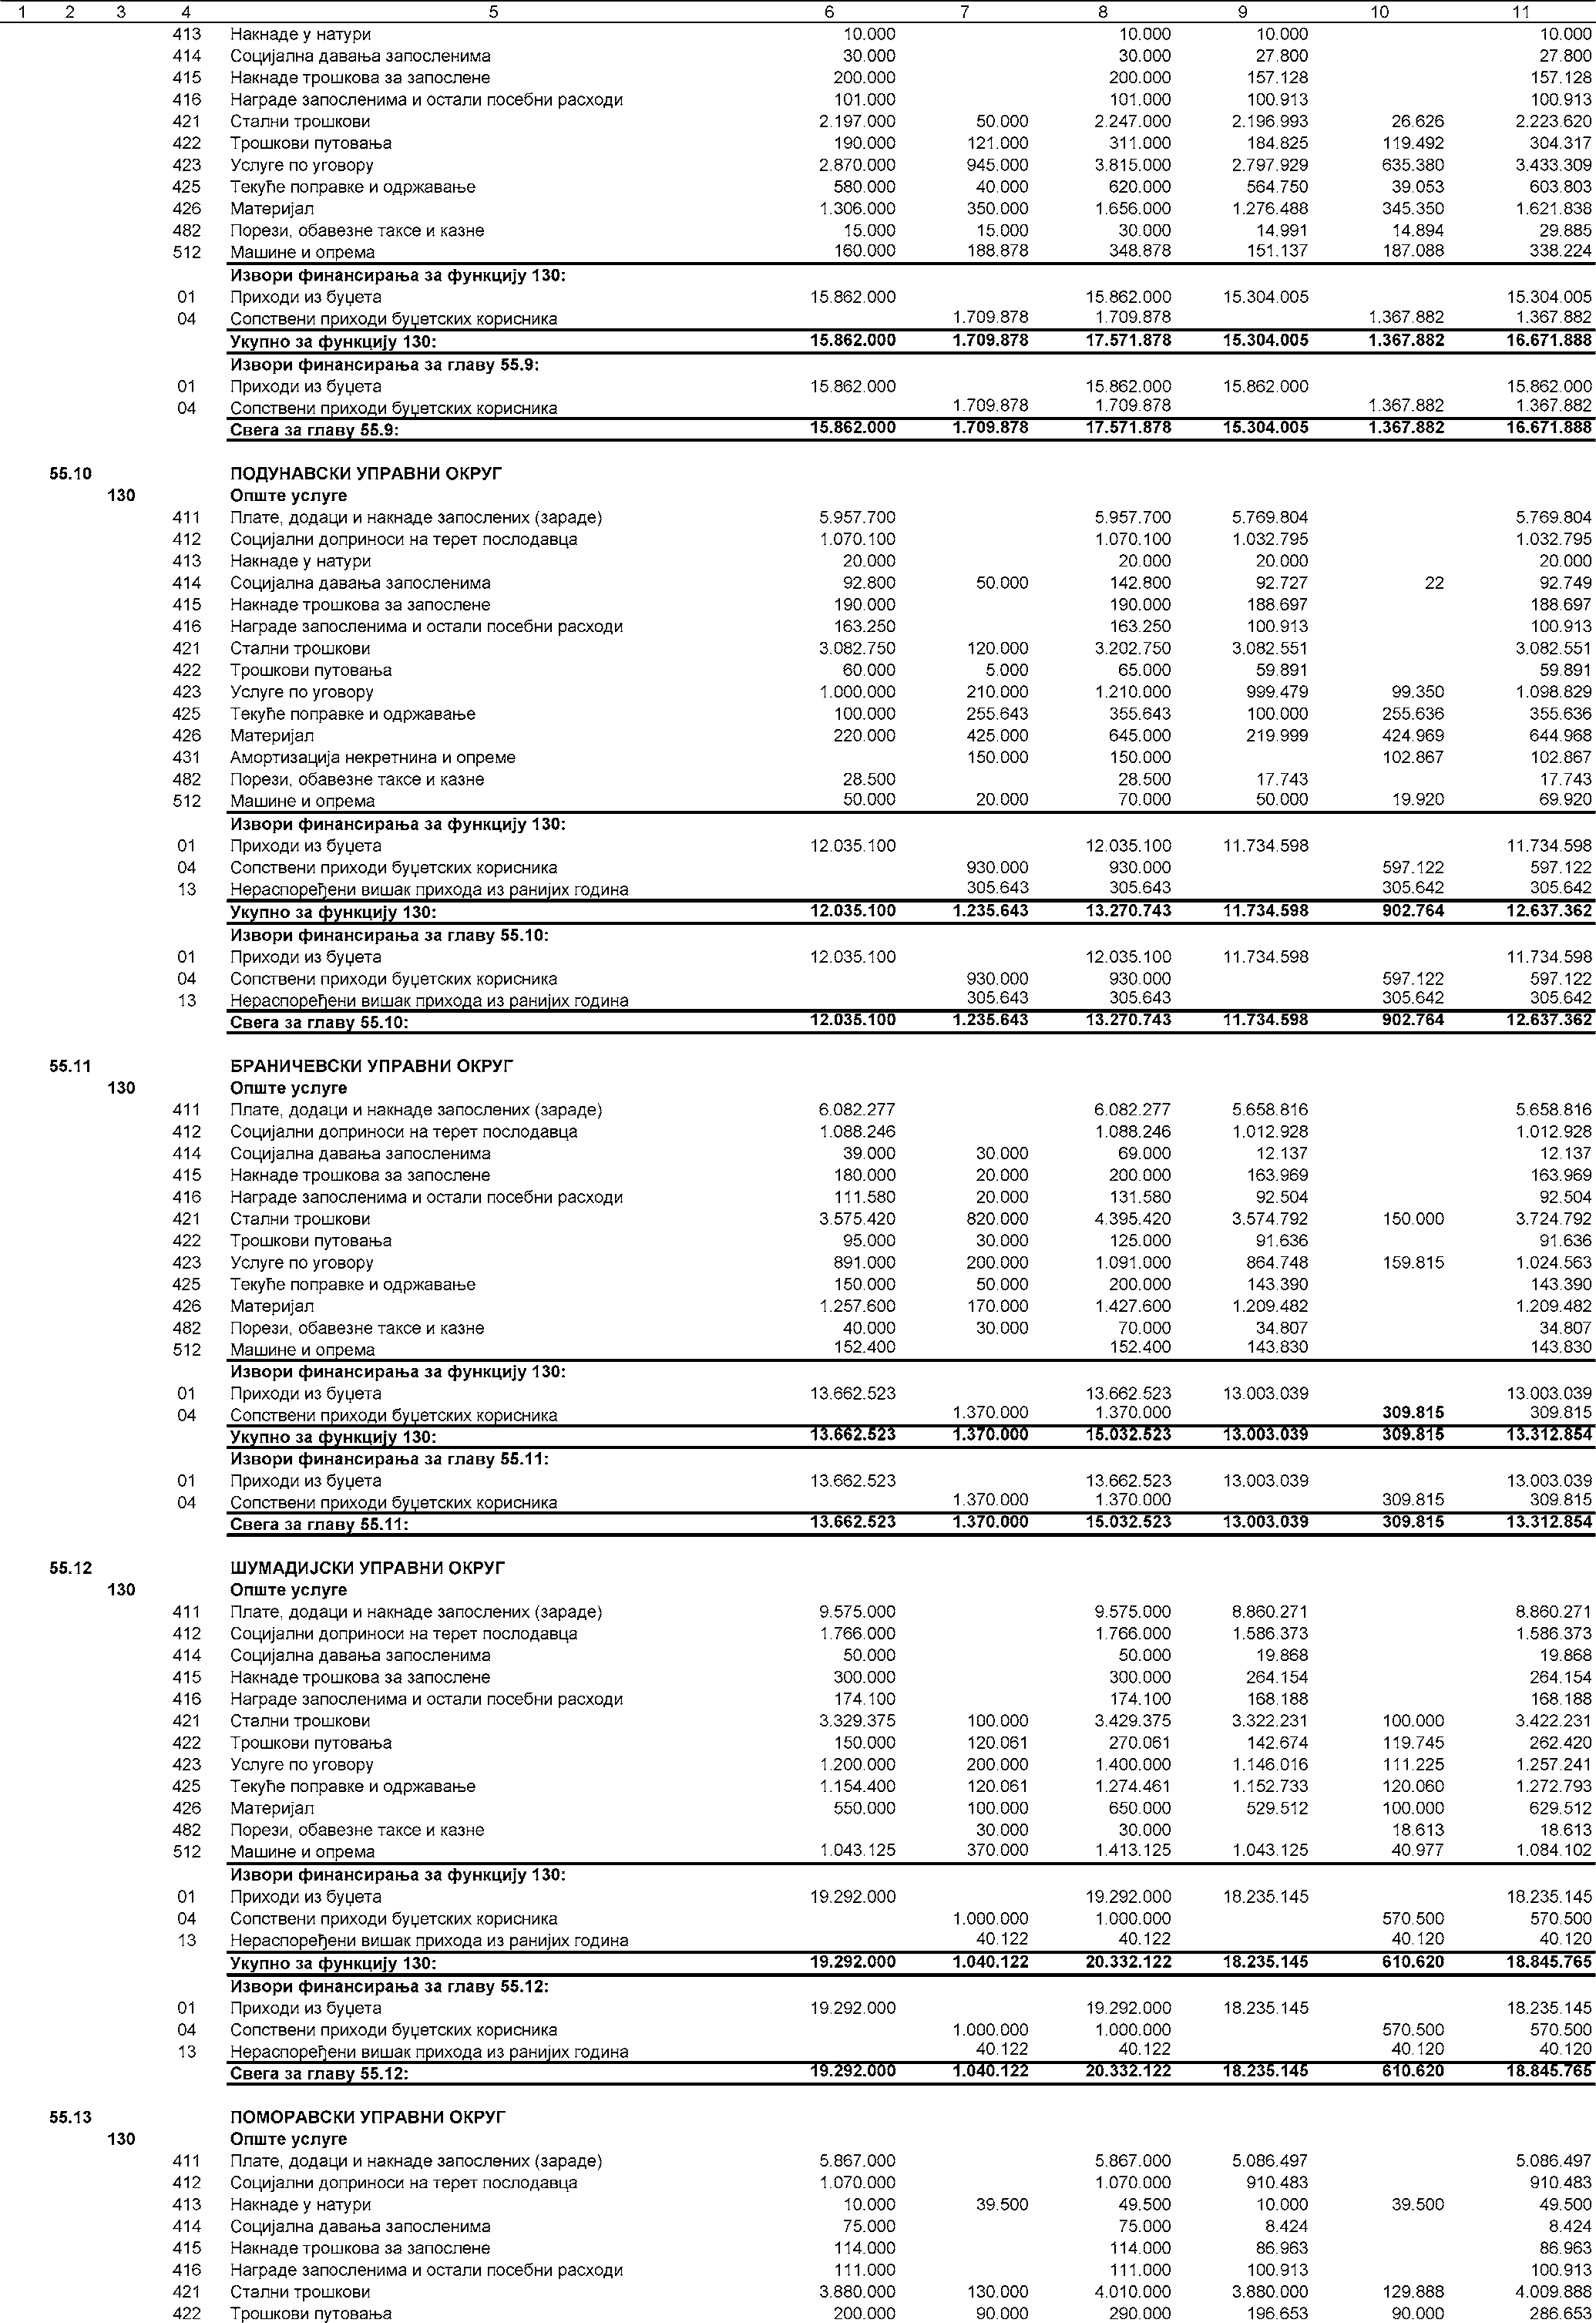 1 2 3 4 5 6 7 8 9 10 11
413 Накнаде у натури 10.000 10.000 10.000 10.000
414 Социјална давања запосленима 30.000 30.000 27.800 27.800
415 Накнаде трошкова за запослене 200.000 200.000 157.128 157.128
416 Награде запосленима и остали посебни расходи 101.000 101.000 100.913 100.913
421 Стални трошкови 2.197.000 50.000 2.247.000 2.196.993 26.626 2.223.620
422 Трошкови путовања 190.000 121.000 311.000 184.825 119.492 304.317
423 Услуге по уговору 2.870.000 945.000 3.815.000 2.797.929 635.380 3.433.309
425 Текуће поправке и одржавање 580.000 40.000 620.000 564.750 39.053 603.803
426 Материјал 1.306.000 350.000 1.656.000 1.276.488 345.350 1.621.838
482 Порези, обавезне таксе и казне 15.000 15.000 30.000 14.991 14.894 29.885
512 Машине и опрема 160.000 188.878 348.878 151.137 187.088 338.224
Извори финансирања за функцију 130:
01 Приходи из буџета 15.862.000 15.862.000 15.304.005 15.304.005
04 Сопствени приходи буџетских корисника 1.709.878 1.709.878 1.367.882 1.367.882
Укупно за функцију 130: 15.862.000 1.709.878 17.571.878 15.304.005 1.367.882 16.671.888
Извори финансирања за главу 55.9:
01 Приходи из буџета 15.862.000 15.862.000 15.862.000 15.862.000
04 Сопствени приходи буџетских корисника 1.709.878 1.709.878 1.367.882 1.367.882
Свега за главу 55.9: 15.862.000 1.709.878 17.571.878 15.304.005 1.367.882 16.671.888
55.10 ПОДУНАВСКИ УПРАВНИ ОКРУГ
130 Опште услуге
411 Плате, додаци и накнаде запослених (зараде) 5.957.700 5.957.700 5.769.804 5.769.804
412 Социјални доприноси на терет послодавца 1.070.100 1.070.100 1.032.795 1.032.795
413 Накнаде у натури 20.000 20.000 20.000 20.000
414 Социјална давања запосленима 92.800 50.000 142.800 92.727 22 92.749
415 Накнаде трошкова за запослене 190.000 190.000 188.697 188.697
416 Награде запосленима и остали посебни расходи 163.250 163.250 100.913 100.913
421 Стални трошкови 3.082.750 120.000 3.202.750 3.082.551 3.082.551
422 Трошкови путовања 60.000 5.000 65.000 59.891 59.891
423 Услуге по уговору 1.000.000 210.000 1.210.000 999.479 99.350 1.098.829
425 Текуће поправке и одржавање 100.000 255.643 355.643 100.000 255.636 355.636
426 Материјал 220.000 425.000 645.000 219.999 424.969 644.968
431 Амортизација некретнина и опреме 150.000 150.000 102.867 102.867
482 Порези, обавезне таксе и казне 28.500 28.500 17.743 17.743
512 Машине и опрема 50.000 20.000 70.000 50.000 19.920 69.920
Извори финансирања за функцију 130:
01 Приходи из буџета 12.035.100 12.035.100 11.734.598 11.734.598
04 Сопствени приходи буџетских корисника 930.000 930.000 597.122 597.122
13 Нераспоређени вишак прихода из ранијих година 305.643 305.643 305.642 305.642
Укупно за функцију 130: 12.035.100 1.235.643 13.270.743 11.734.598 902.764 12.637.362
Извори финансирања за главу 55.10:
01 Приходи из буџета 12.035.100 12.035.100 11.734.598 11.734.598
04 Сопствени приходи буџетских корисника 930.000 930.000 597.122 597.122
13 Нераспоређени вишак прихода из ранијих година 305.643 305.643 305.642 305.642
Свега за главу 55.10: 12.035.100 1.235.643 13.270.743 11.734.598 902.764 12.637.362
55.11 БРАНИЧЕВСКИ УПРАВНИ ОКРУГ
130 Опште услуге
411 Плате, додаци и накнаде запослених (зараде) 6.082.277 6.082.277 5.658.816 5.658.816
412 Социјални доприноси на терет послодавца 1.088.246 1.088.246 1.012.928 1.012.928
414 Социјална давања запосленима 39.000 30.000 69.000 12.137 12.137
415 Накнаде трошкова за запослене 180.000 20.000 200.000 163.969 163.969
416 Награде запосленима и остали посебни расходи 111.580 20.000 131.580 92.504 92.504
421 Стални трошкови 3.575.420 820.000 4.395.420 3.574.792 150.000 3.724.792
422 Трошкови путовања 95.000 30.000 125.000 91.636 91.636
423 Услуге по уговору 891.000 200.000 1.091.000 864.748 159.815 1.024.563
425 Текуће поправке и одржавање 150.000 50.000 200.000 143.390 143.390
426 Материјал 1.257.600 170.000 1.427.600 1.209.482 1.209.482
482 Порези, обавезне таксе и казне 40.000 30.000 70.000 34.807 34.807
512 Машине и опрема 152.400 152.400 143.830 143.830
Извори финансирања за функцију 130:
01 Приходи из буџета 13.662.523 13.662.523 13.003.039 13.003.039
04 Сопствени приходи буџетских корисника 1.370.000 1.370.000 309.815 309.815
Укупно за функцију 130: 13.662.523 1.370.000 15.032.523 13.003.039 309.815 13.312.854
Извори финансирања за главу 55.11:
01 Приходи из буџета 13.662.523 13.662.523 13.003.039 13.003.039
04 Сопствени приходи буџетских корисника 1.370.000 1.370.000 309.815 309.815
Свега за главу 55.11: 13.662.523 1.370.000 15.032.523 13.003.039 309.815 13.312.854
55.12 ШУМАДИЈСКИ УПРАВНИ ОКРУГ
130 Опште услуге
411 Плате, додаци и накнаде запослених (зараде) 9.575.000 9.575.000 8.860.271 8.860.271
412 Социјални доприноси на терет послодавца 1.766.000 1.766.000 1.586.373 1.586.373
414 Социјална давања запосленима 50.000 50.000 19.868 19.868
415 Накнаде трошкова за запослене 300.000 300.000 264.154 264.154
416 Награде запосленима и остали посебни расходи 174.100 174.100 168.188 168.188
421 Стални трошкови 3.329.375 100.000 3.429.375 3.322.231 100.000 3.422.231
422 Трошкови путовања 150.000 120.061 270.061 142.674 119.745 262.420
423 Услуге по уговору 1.200.000 200.000 1.400.000 1.146.016 111.225 1.257.241
425 Текуће поправке и одржавање 1.154.400 120.061 1.274.461 1.152.733 120.060 1.272.793
426 Материјал 550.000 100.000 650.000 529.512 100.000 629.512
482 Порези, обавезне таксе и казне 30.000 30.000 18.613 18.613
512 Машине и опрема 1.043.125 370.000 1.413.125 1.043.125 40.977 1.084.102
Извори финансирања за функцију 130:
01 Приходи из буџета 19.292.000 19.292.000 18.235.145 18.235.145
04 Сопствени приходи буџетских корисника 1.000.000 1.000.000 570.500 570.500
13 Нераспоређени вишак прихода из ранијих година 40.122 40.122 40.120 40.120
Укупно за функцију 130: 19.292.000 1.040.122 20.332.122 18.235.145 610.620 18.845.765
Извори финансирања за главу 55.12:
01 Приходи из буџета 19.292.000 19.292.000 18.235.145 18.235.145
04 Сопствени приходи буџетских корисника 1.000.000 1.000.000 570.500 570.500
13 Нераспоређени вишак прихода из ранијих година 40.122 40.122 40.120 40.120
Свега за главу 55.12: 19.292.000 1.040.122 20.332.122 18.235.145 610.620 18.845.765
55.13 ПОМОРАВСКИ УПРАВНИ ОКРУГ
130 Опште услуге
411 Плате, додаци и накнаде запослених (зараде) 5.867.000 5.867.000 5.086.497 5.086.497
412 Социјални доприноси на терет послодавца 1.070.000 1.070.000 910.483 910.483
413 Накнаде у натури 10.000 39.500 49.500 10.000 39.500 49.500
414 Социјална давања запосленима 75.000 75.000 8.424 8.424
415 Накнаде трошкова за запослене 114.000 114.000 86.963 86.963
416 Награде запосленима и остали посебни расходи 111.000 111.000 100.913 100.913
421 Стални трошкови 3.880.000 130.000 4.010.000 3.880.000 129.888 4.009.888
422 Трошкови путовања 200.000 90.000 290.000 196.653 90.000 286.653